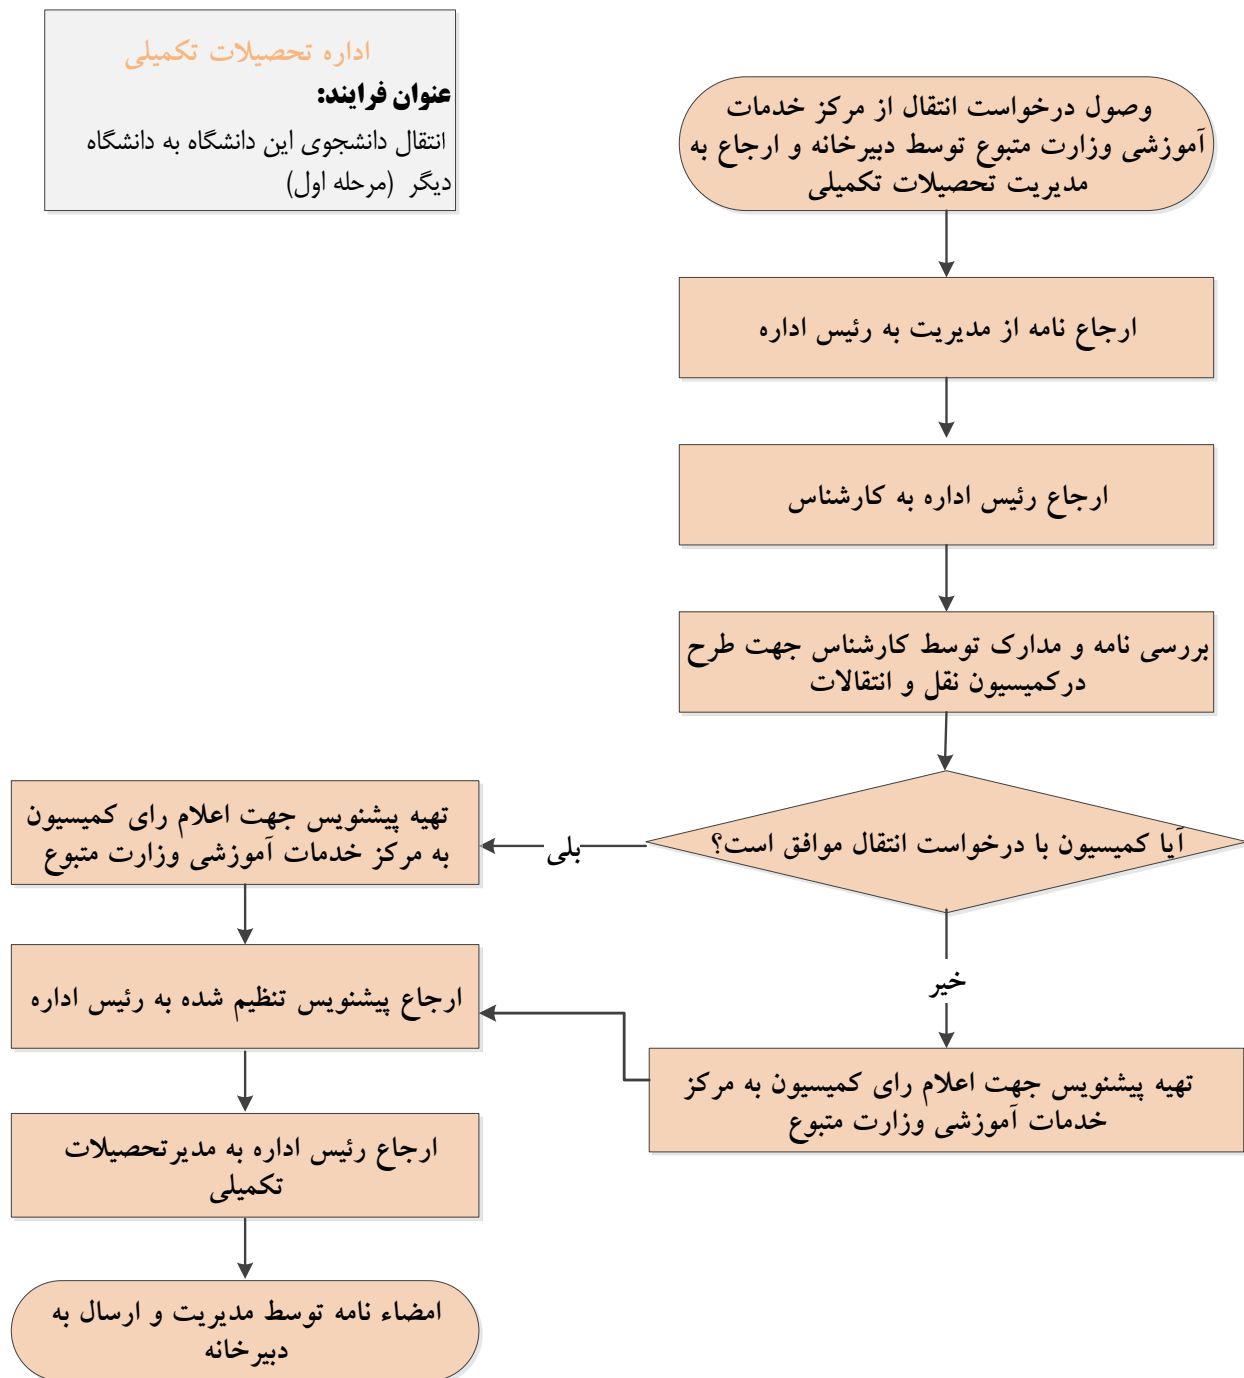 اداره تحصیلات تکمیلی
عنوان فرایند:
انتقال دانشجوی این دانشگاه به دانشگاه
دیگر (مرحله اول)
وصول درخواست انتقال از مرکز خدمات
آموزشی وزارت متبوع توسط دبیرخانه و ارجاع به
مدیریت تحصیلات تکمیلی
ارجاع نامه از مدیریت به رئیس اداره
ارجاع رئیس اداره به کارشناس
بررسی نامه و مدارک توسط کارشناس جهت طرح
درکمیسیون نقل و انتقالات
آیا کمیسیون با درخواست انتقال موافق است؟
بلی
تهیه پیشنویس جهت اعلام رای کمیسیون
به مرکز خدمات آموزشی وزارت متبوع
خیر
تهیه پیشنویس جهت اعلام رای کمیسیون به مرکز
خدمات آموزشی وزارت متبوع
ارجاع پیشنویس تنظیم شده به رئیس اداره
ارجاع رئیس اداره به مدیرتحصیلات
تکمیلی
امضاء نامه توسط مدیریت و ارسال به
دبیرخانه